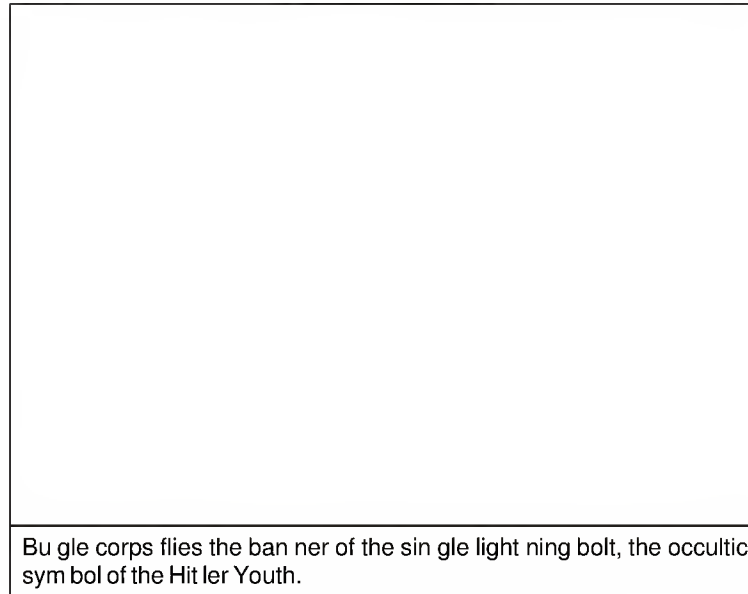 Bu gle corps flies the ban ner of the sin gle light ning bolt, the occultic
sym bol of the Hit ler Youth.